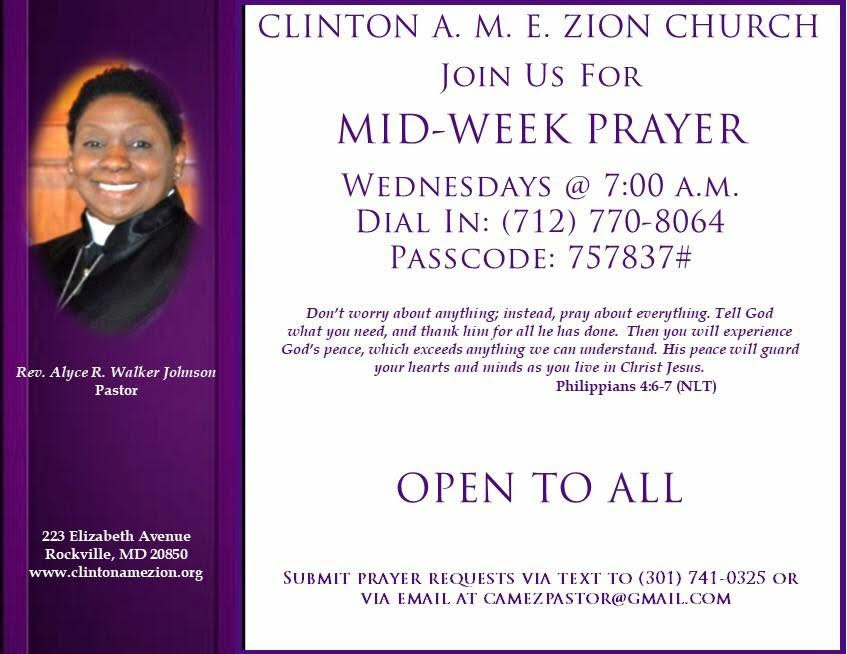 CLINTON A. M. E. ZION CHURCH
JOIN US FOR
MID-WEEK PRAYER
WEDNESDAYS @ 7:00 A.M.
DIAL IN: (712) 770-8064
PASSCODE: 757837#
Don't worry about anything; instead, pray about everything. Tell God
what you need, and thank him for all he has done. Then you will experience
God's peace, which exceeds anything we can understand. His peace will guard
your hearts and minds as you live in Christ Jesus.
Philippians 4:6-7 (NLT)
OPEN TO ALL
SUBMIT PRAYER REQUESTS VIA TEXT TO (301) 741-0325 OR
VIA EMAIL AT CAMEZPASTOR@GMAIL.COM
Rev. Alyce R. Walker Johnson
Pastor
223 Elizabeth Avenue
Rockville, MD 20850
www.clintonamezion.org